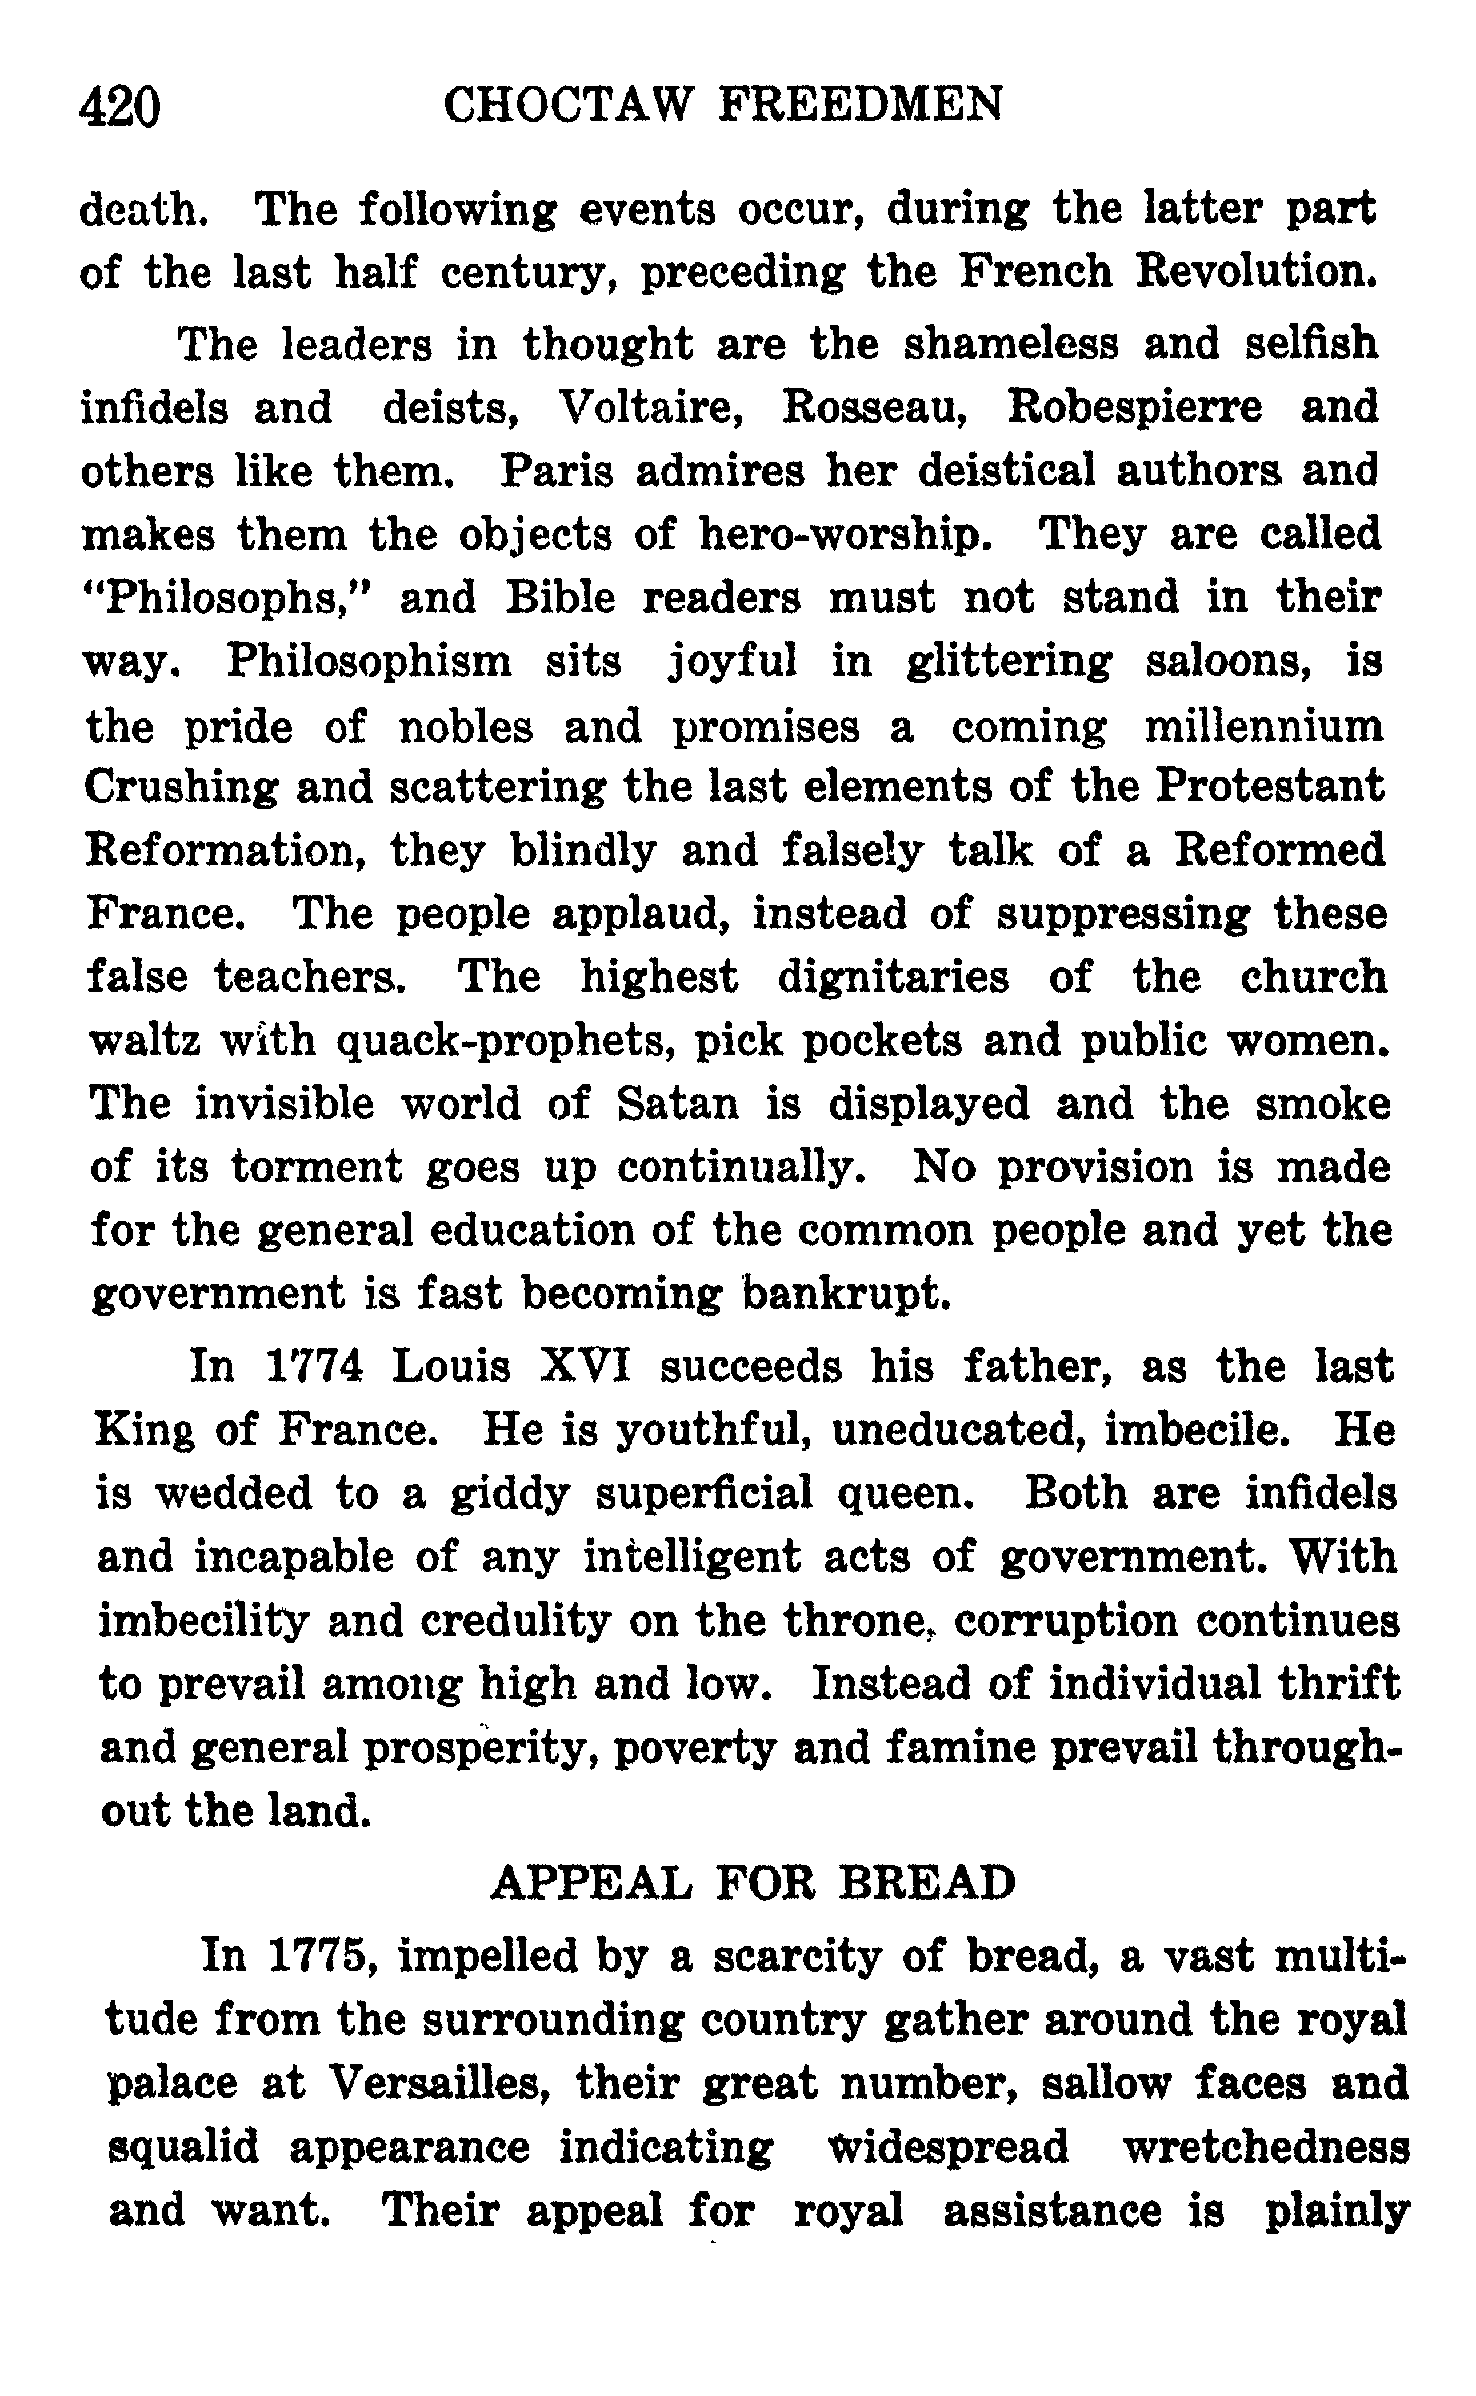 420 CHOCTAW FREEDMEN
death. The following events occur, during the latter part
of the last half century, preceding the French Revolution.
The leaders in thought are the shameless and selfish
infidels and deists, Voltaire, Rosseau, Robespierre and
others like them. Paris admires her deistical authors and
makes them the objects of hero-worship. They are called
"Philosophs," and Bible readers must not stand in their
way. Philosophism sits joyful in glittering saloons, is
the pride of nobles and promises a coming millennium
Crushing and scattering the last elements of the Protestant
Reformation, they blindly and falsely talk of a Reformed
France. The people applaud, instead of suppressing these
false teachers. The highest dignitaries of the church
waltz with quack-prophets, pick pockets and public women.
The invisible world of Satan is displayed and the smoke
of its torment goes up continually. No provision is made
for the general education of the common people and yet the
government is fast becoming bankrupt.
In 1774 Louis XVI succeeds his father, as the last
King of France. He is youthful, uneducated, imbecile. He
is wedded to a giddy superficial queen. Both are infidels
and incapable of any intelligent acts of government. With
imbecility and credulity on the throne, corruption continues
to prevail among high and low. Instead of individual thrift
and general prosperity, poverty and famine prevail through-
out the land.
APPEAL FOR BREAD
In 1775, impelled by a scarcity of bread, a vast multi-
tude from the surrounding country gather around the royal
palace at Versailles, their great number, sallow faces and
squalid appearance indicating widespread wretchedness
and want. Their appeal for royal assistance is plainly